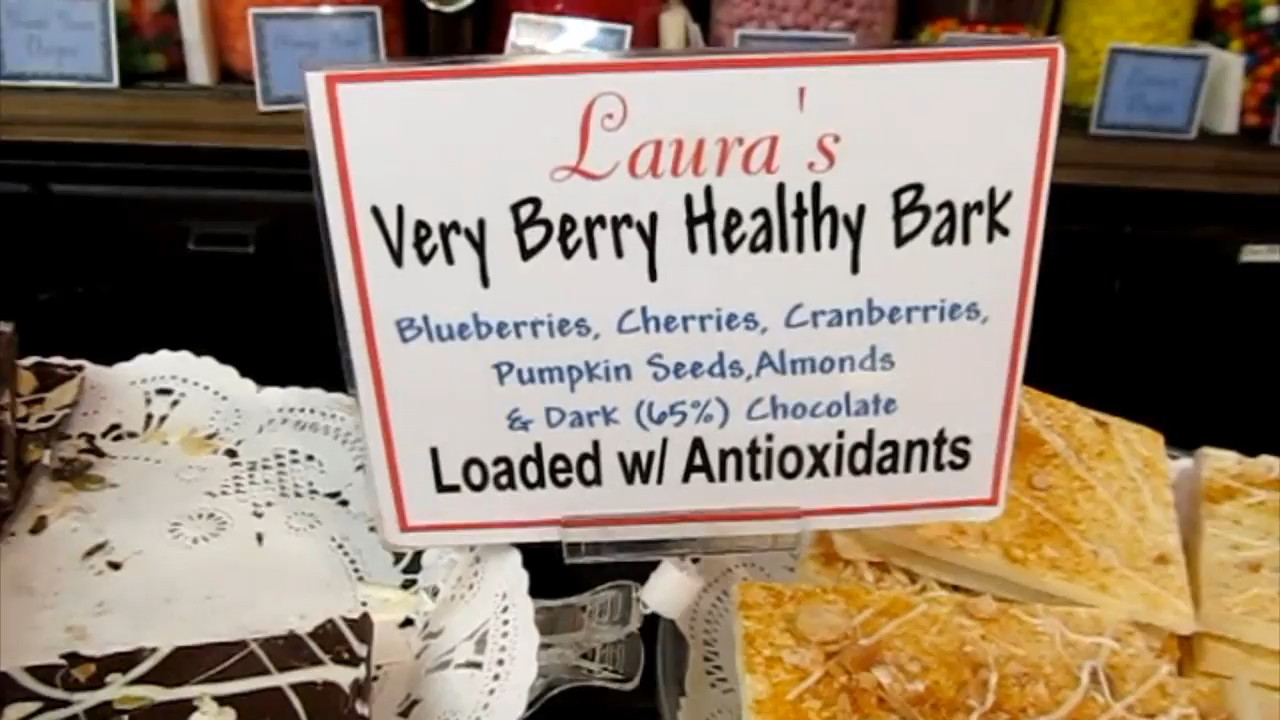 Laura's
Very Berry Healthy Bark
Blueberries, Cherries, Cranberries,
Pumpkin Seeds,Almonds
& Dark (65%) Chocolate
Loaded w/ Antioxidants